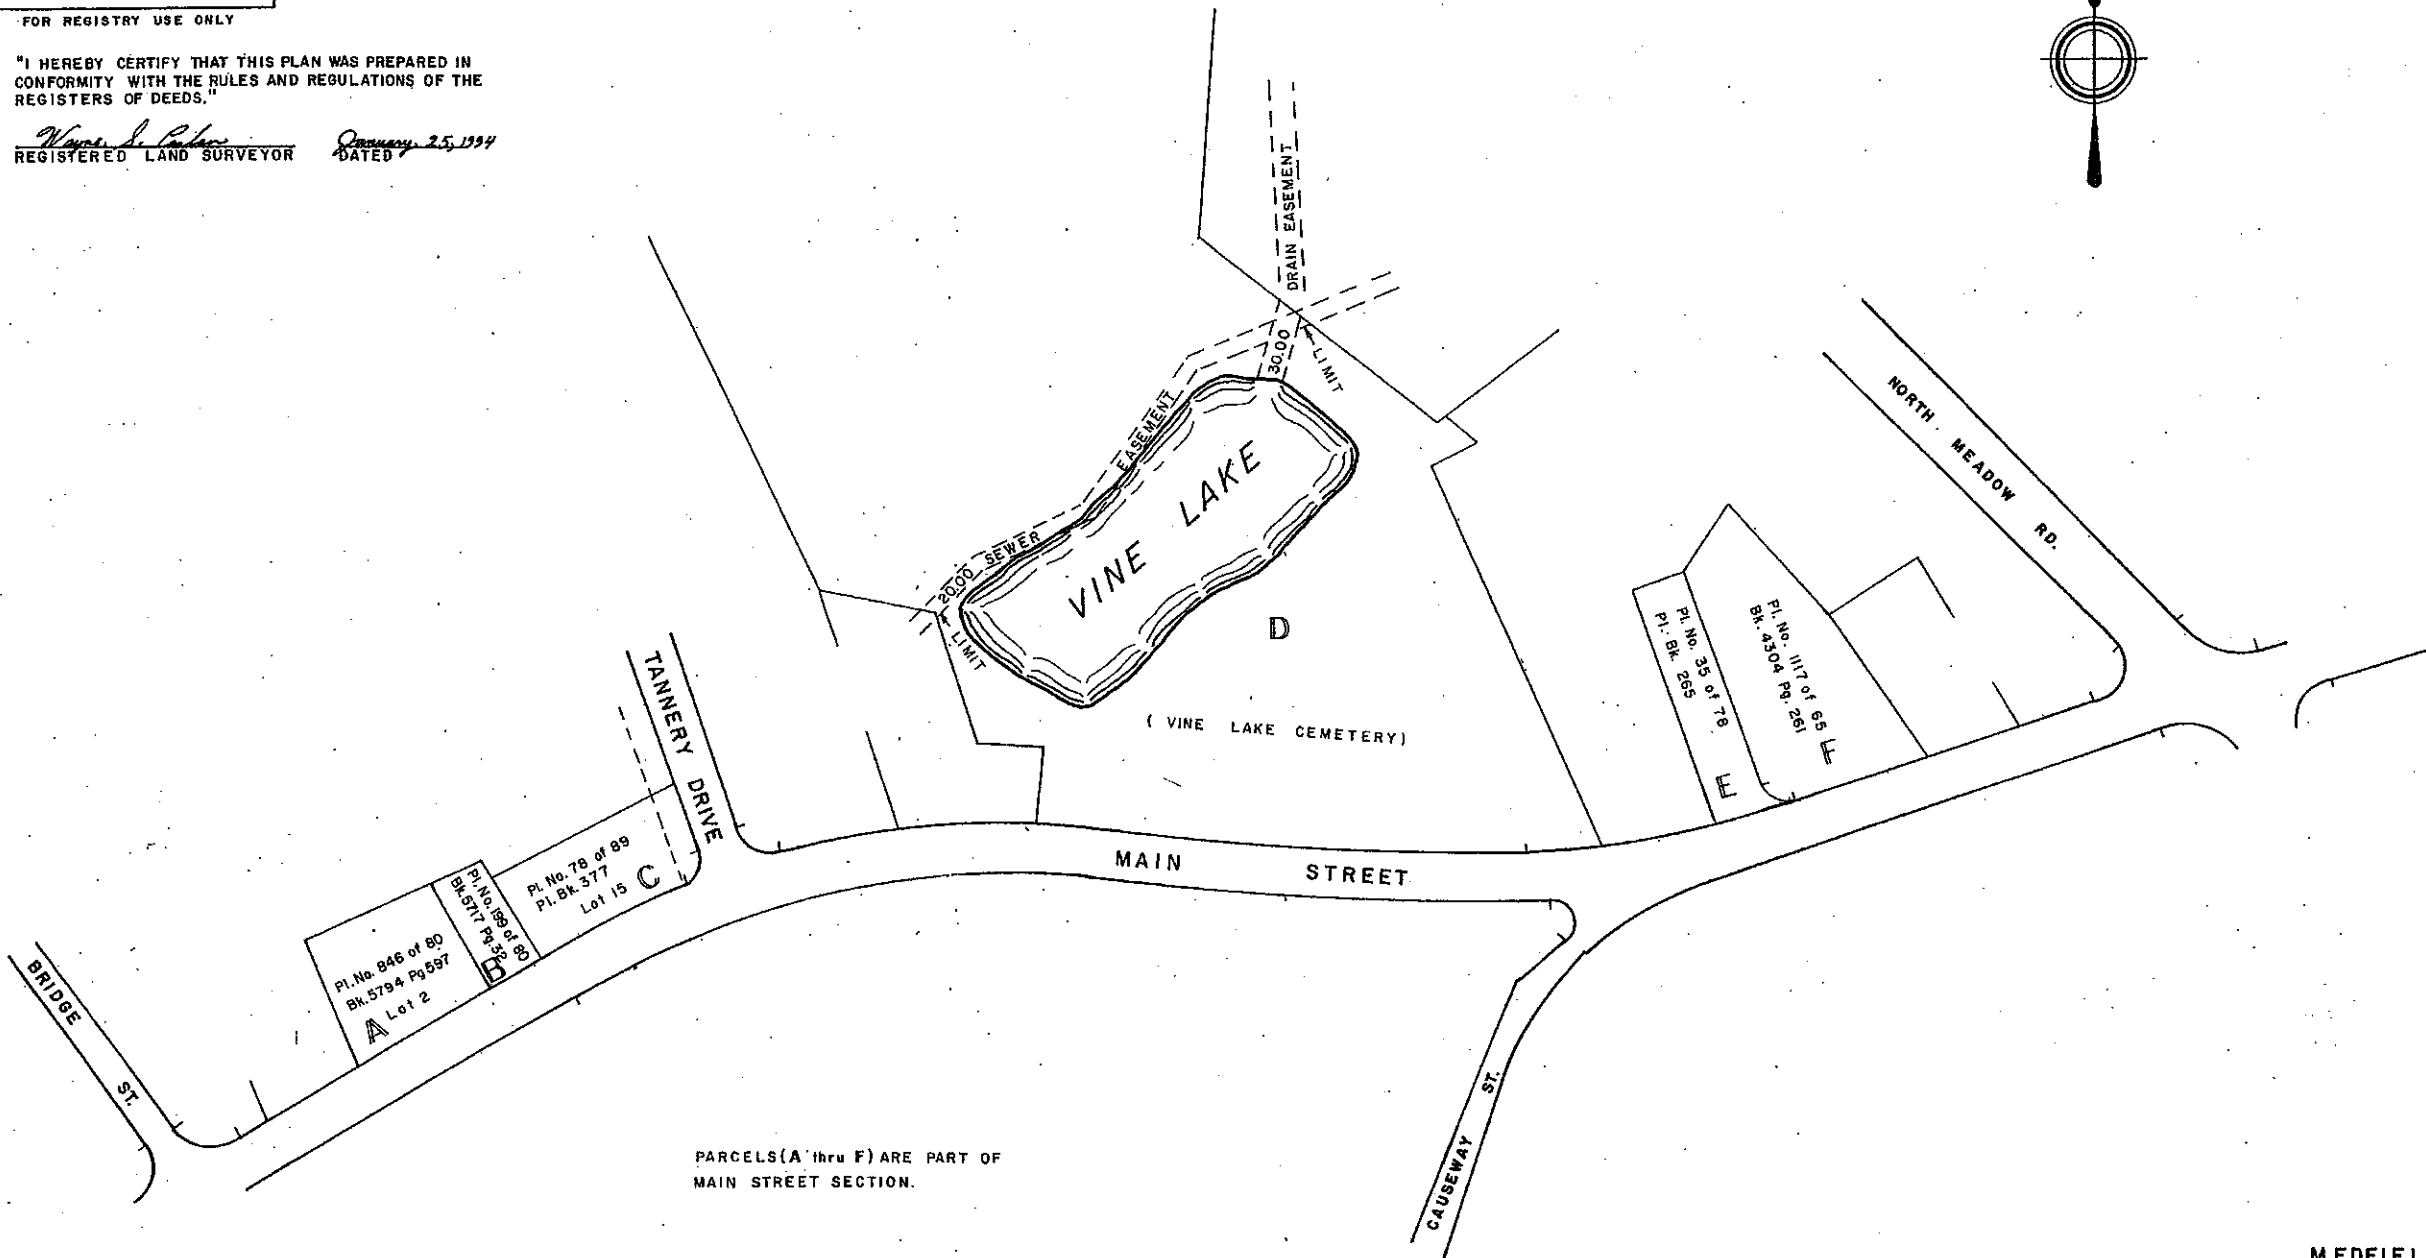 FOR REGISTRY USE ONLY
"I HEREBY CERTIFY THAT THIS PLAN WAS PREPARED IN
CONFORMITY WITH THE RULES AND REGULATIONS OF THE
REGISTERS OF DEEDS."
Wayne S.
January 25, 1994
REGISTERED LAND SURVEYOR DATED
DRAIN EASEMENT
30.00
LIMIT
20.00 SEWER EASEMENT
LIMIT
VINE LAKE
D
( VINE LAKE CEMETERY)
NORTH MEADOW RD.
Pl. No. 35 of 78
Pl. Bk. 265
E
Pl. No. 1117 of 65
Bk. 4304 Pg. 261
F
TANNERY DRIVE
MAIN STREET
Pl. No. 78 of 89
Pl. Bk. 377
Lot 15 C
Pl. No. 199 of 80
Bk. 5717 Pg. 32
B
Pl. No. 846 of 80
Bk. 5794 Pg 597
A Lot 2
BRIDGE ST.
CAUSEWAY ST.
PARCELS (A thru F) ARE PART OF
MAIN STREET SECTION.